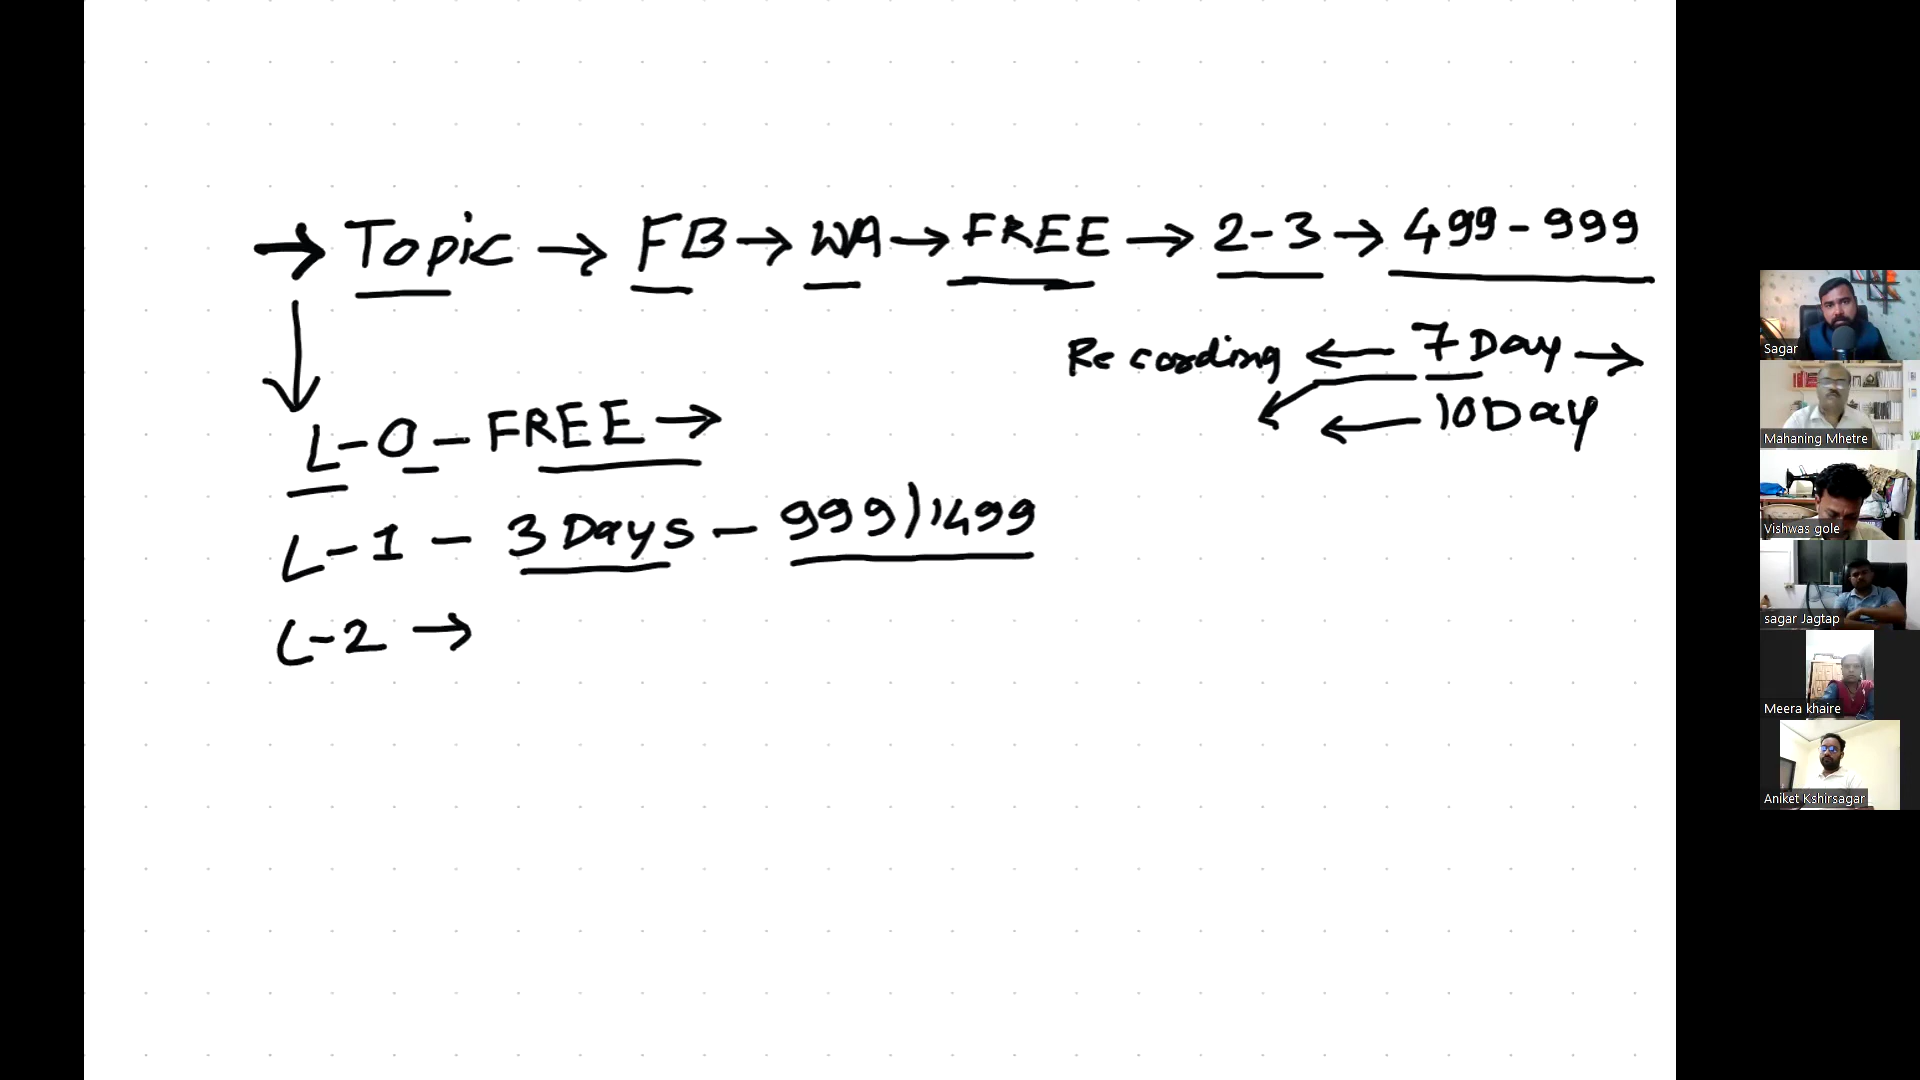 → Topic → FB → WA → FREE → 2-3 → 499-999
Recording ← 7 Day →
← 10 Day
L-0 - FREE →
L-1 - 3 Days - 999/1499
L-2 →
Sagar
Mahaning Mhetre
Vishwas gole
sagar Jagtap
Meera khaire
Aniket Kshirsagar